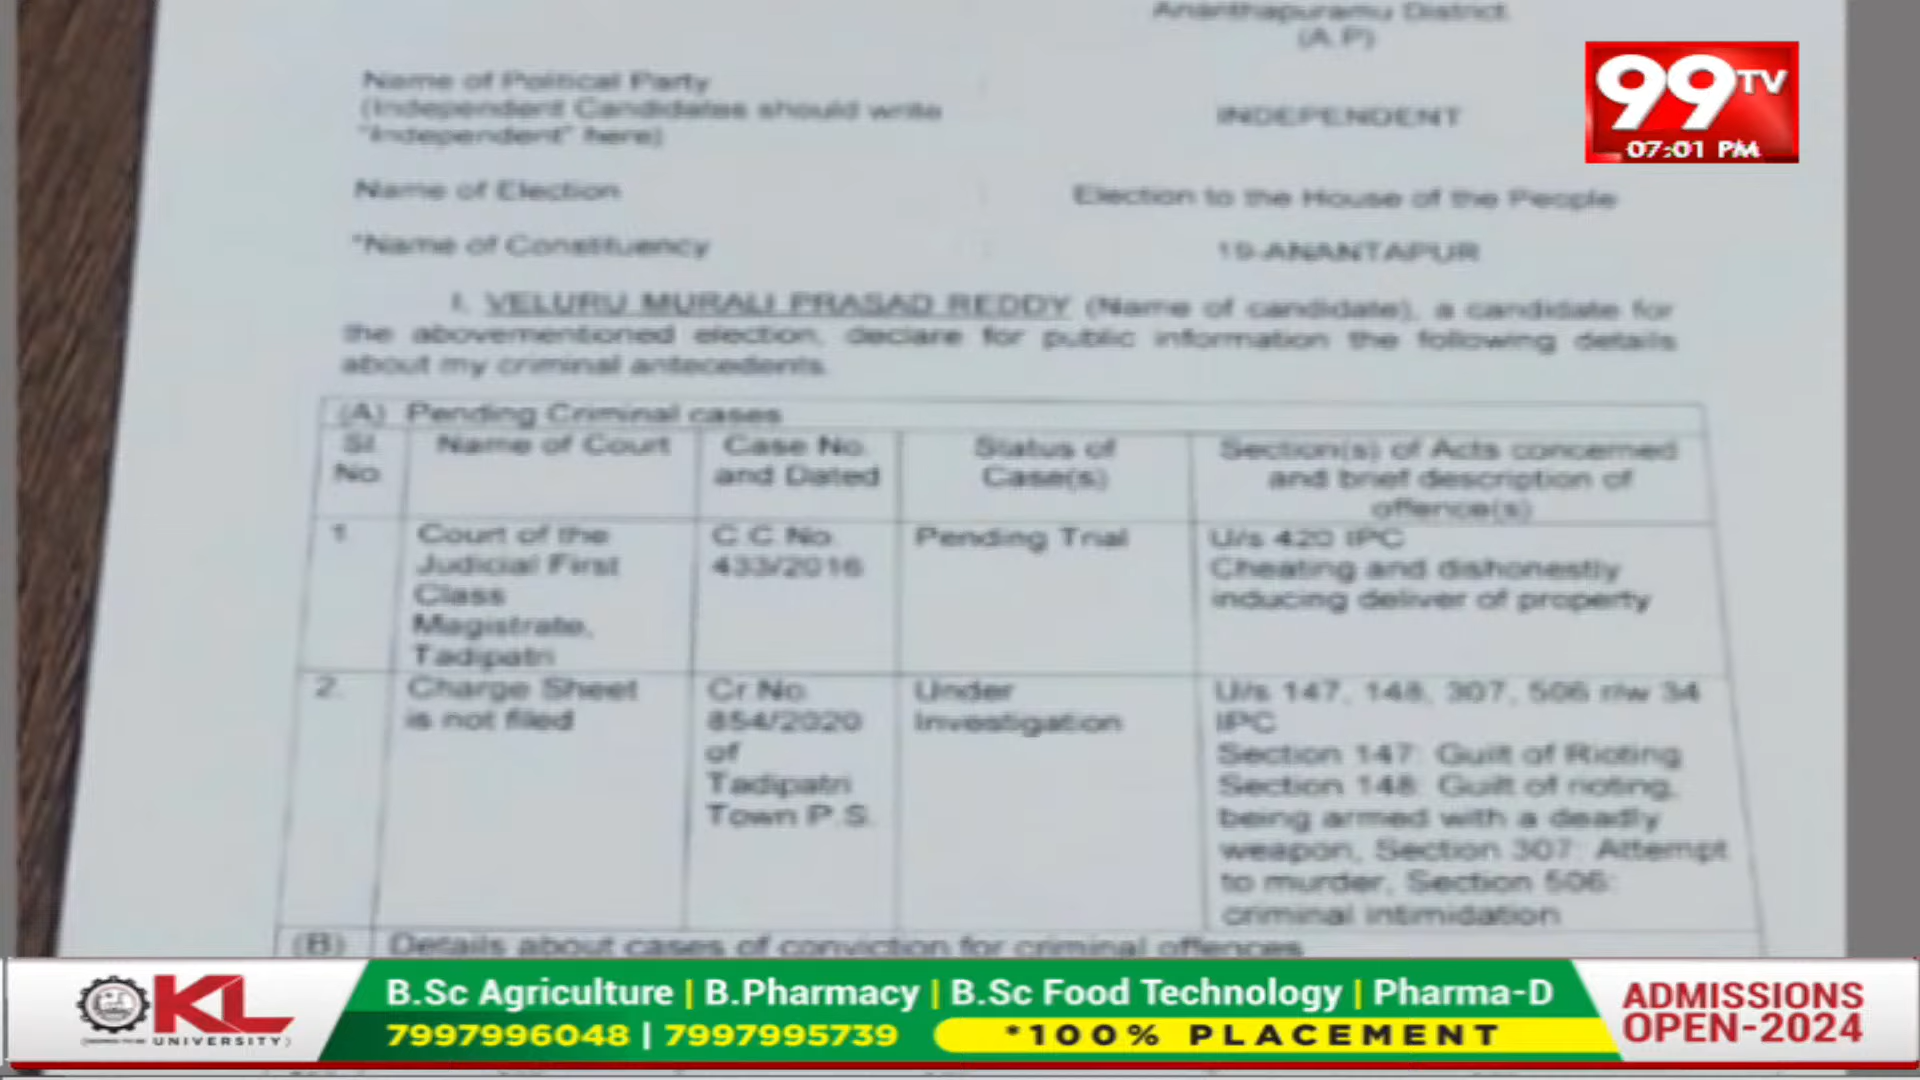 Ananthapuramu District.
(A.P)
99TV
07:01 PM
Name of Political Party
(Independent Candidates should write
"Independent" here)
:
INDEPENDENT
Name of Election
:
Election to the House of the People
*Name of Constituency
:
19-ANANTAPUR
I, VELURU MURALI PRASAD REDDY (Name of candidate), a candidate for
the abovementioned election, declare for public information the following details
about my criminal antecedents.
(A) Pending Criminal cases
Sl.
No
Name of Court
Case No.
and Dated
Status of
Case(s)
Section(s) of Acts concerned
and brief description of
offence(s)
1.
Court of the
Judicial First
Class
Magistrate,
Tadipatri
C.C.No.
433/2016
Pending Trial
U/s 420 IPC
Cheating and dishonestly
inducing deliver of property
2.
Charge Sheet
is not filed
Cr.No.
854/2020
of
Tadipatri
Town P.S.
Under
Investigation
U/s 147, 148, 307, 506 r/w 34
IPC
Section 147: Guilt of Rioting
Section 148: Guilt of rioting,
being armed with a deadly
weapon, Section 307: Attempt
to murder, Section 506:
criminal intimidation
(B) Details about cases of conviction for criminal offences
KL
UNIVERSITY
B.Sc Agriculture | B.Pharmacy | B.Sc Food Technology | Pharma-D
7997996048 | 7997995739
*100% PLACEMENT
ADMISSIONS
OPEN-2024